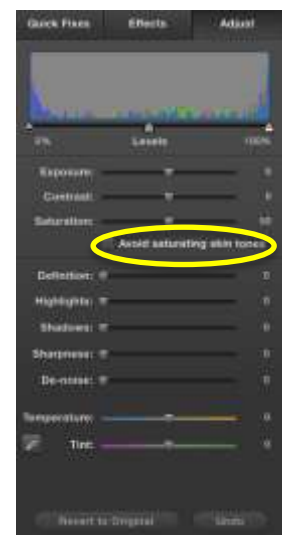 Quick Fixes Effects Adjust
0% Levels 100%
Exposure: 0
Contrast: 0
Saturation: 50
Avoid saturating skin tones
Definition: 0
Highlights: 0
Shadows: 0
Sharpness: 0
De-noise: 0
Temperature: 0
Tint: 0
Revert to Original Undo